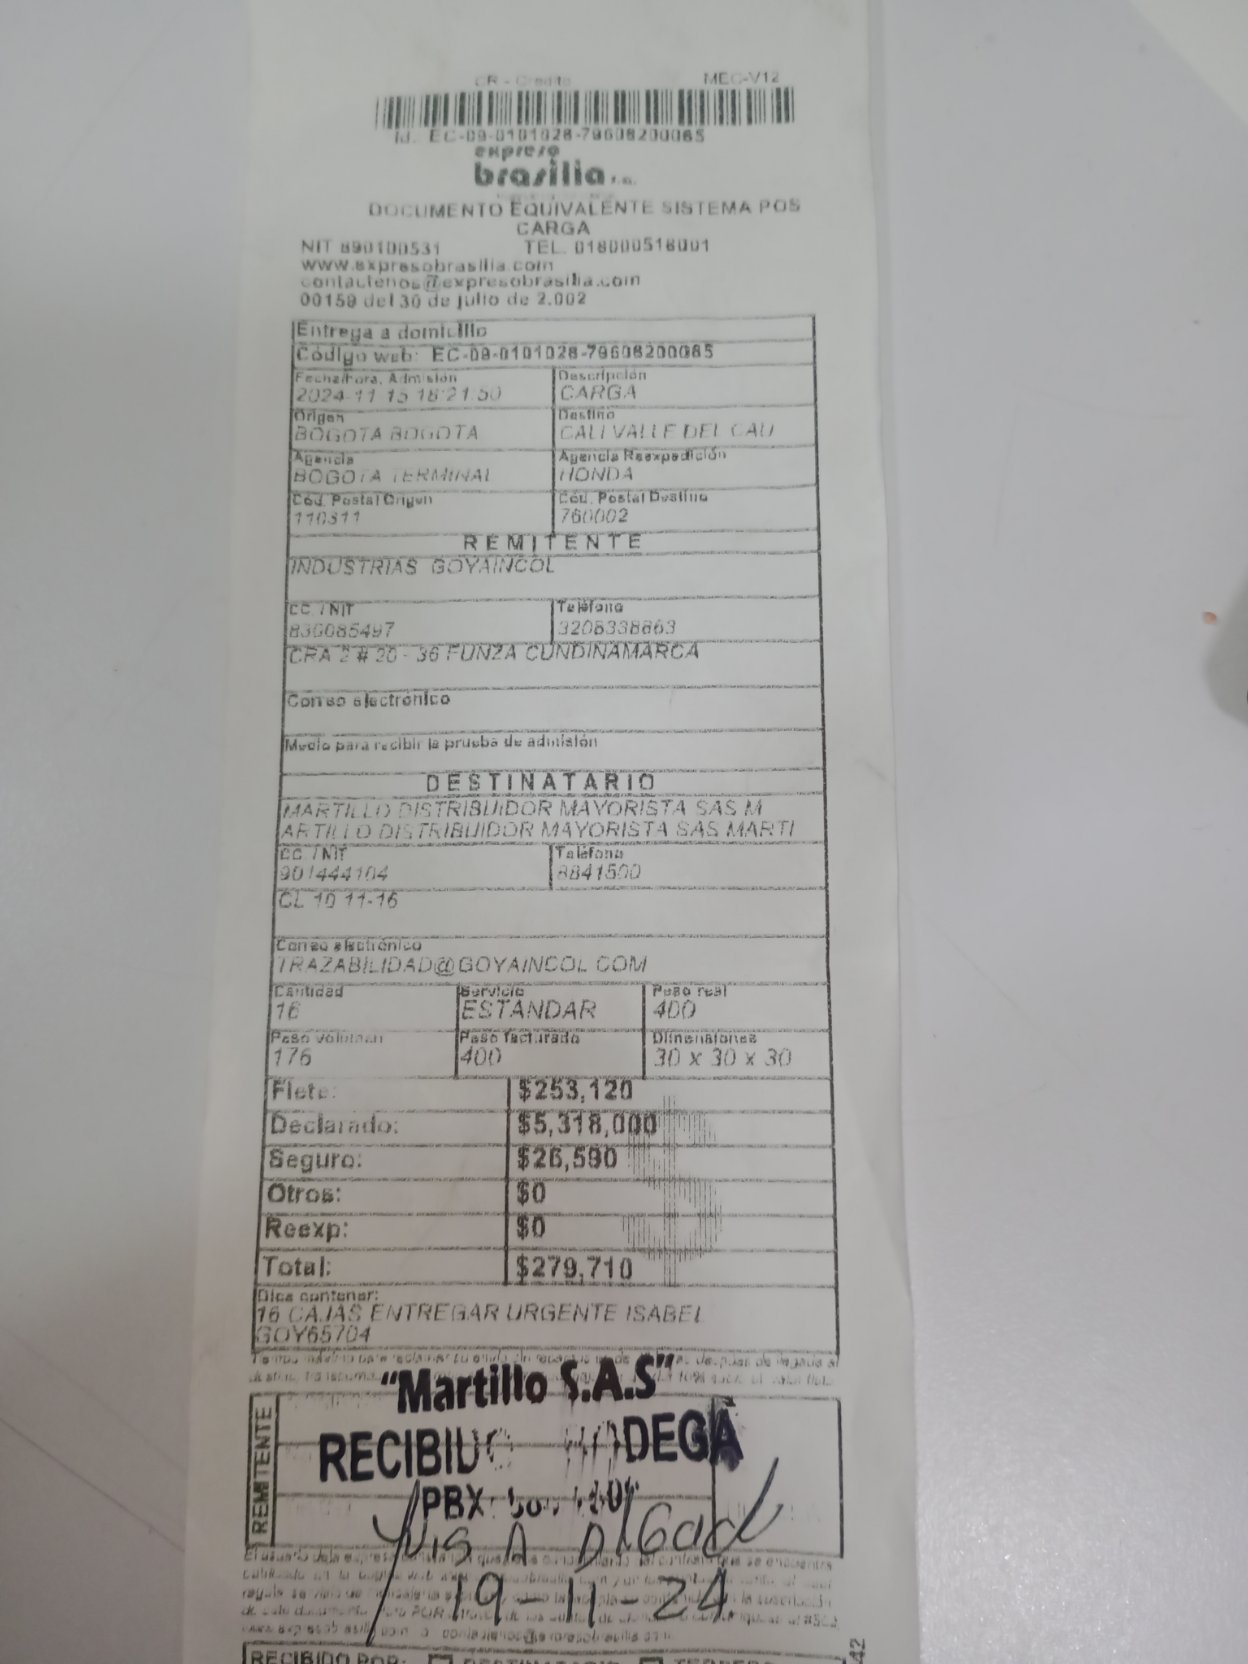 CR - Credito MEC-V12
Id. EC-09-0101028-79608200085
expreso
brasilia s.a.
DOCUMENTO EQUIVALENTE SISTEMA POS
CARGA
NIT 890100531 TEL. 018000518001
www.expresobrasilia.com
contactenos@expresobrasilia.com
00159 del 30 de julio de 2.002
Entrega a domicilio
Código web: EC-09-0101028-79608200085
Fecha/hora, Admisión Descripción
2024-11-15 18:21:50 CARGA
Origen Destino
BOGOTA BOGOTA CALI VALLE DEL CAU
Agencia Agencia Reexpedición
BOGOTA TERMINAL HONDA
Cód. Postal Origen Cód. Postal Destino
110311 760002
REMITENTE
INDUSTRIAS GOYAINCOL
CC. / NIT Teléfono
830085497 3208338863
CRA 2 # 20 - 36 FUNZA CUNDINAMARCA
Correo electrónico
Medio para recibir la prueba de admisión
DESTINATARIO
MARTILLO DISTRIBUIDOR MAYORISTA SAS M
ARTILLO DISTRIBUIDOR MAYORISTA SAS MARTI
CC. / NIT Teléfono
901444104 8841500
CL 10 11-16
Correo electrónico
TRAZABILIDAD@GOYAINCOL.COM
Cantidad Servicio Peso real
16 ESTANDAR 400
Peso volumen Peso facturado Dimensiones
176 400 30 x 30 x 30
Flete: $253,120
Declarado: $5,318,000
Seguro: $26,590
Otros: $0
Reexp: $0
Total: $279,710
Dice contener:
16 CAJAS ENTREGAR URGENTE ISABEL
GOY65704
"Martillo S.A.S"
RECIBIDO BODEGA
REMITENTE
PBX:
Luis A Delgad
19-11-24
RECIBIDO POR: DESTINATARIO TERCERO